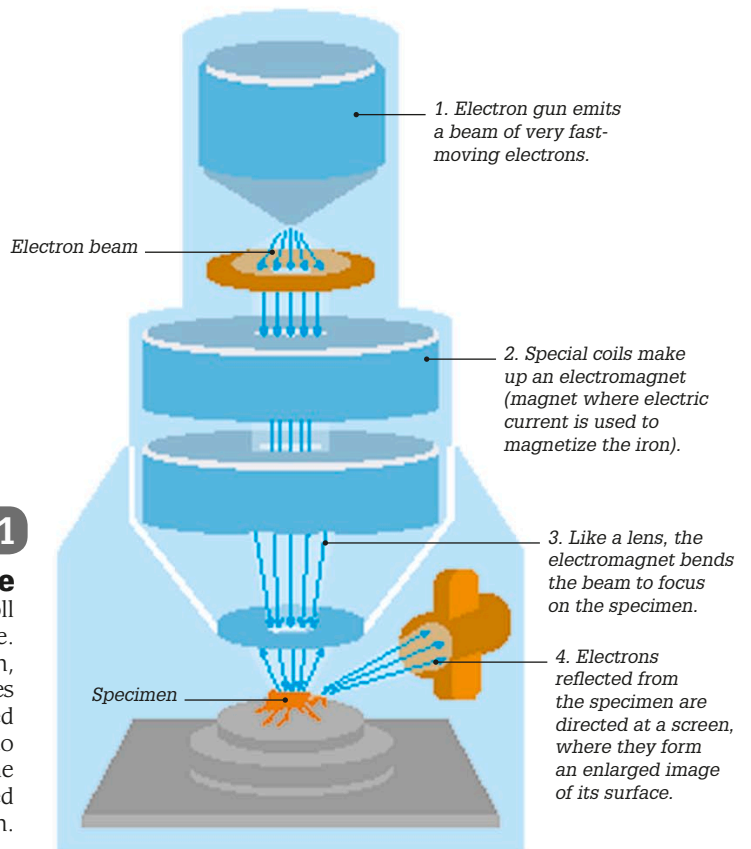 1. Electron gun emits
a beam of very fast-
moving electrons.
Electron beam
2. Special coils make
up an electromagnet
(magnet where electric
current is used to
magnetize the iron).
1
3. Like a lens, the
electromagnet bends
the beam to focus
on the specimen.
4. Electrons
reflected from
the specimen are
directed at a screen,
where they form
an enlarged image
of its surface.
Specimen